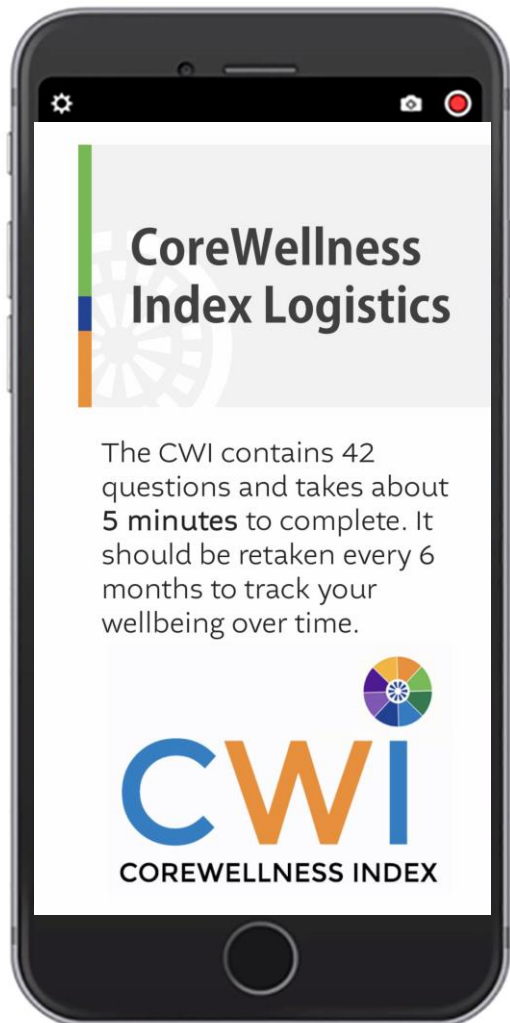 CoreWellness
Index Logistics
The CWI contains 42
questions and takes about
5 minutes to complete. It
should be retaken every 6
months to track your
wellbeing over time.
CWI
COREWELLNESS INDEX